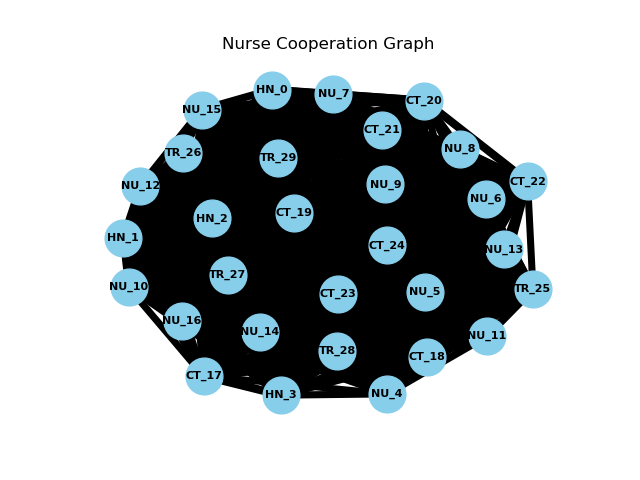 Nurse Cooperation Graph
HN_0
NU_7
CT_20
NU_15
CT_21
NU_8
TR_26
TR_29
CT_22
NU_12
NU_9
NU_6
HN_2
CT_19
HN_1
CT_24
NU_13
TR_27
NU_10
CT_23
NU_5
TR_25
NU_16
NU_14
NU_11
TR_28
CT_18
CT_17
HN_3
NU_4